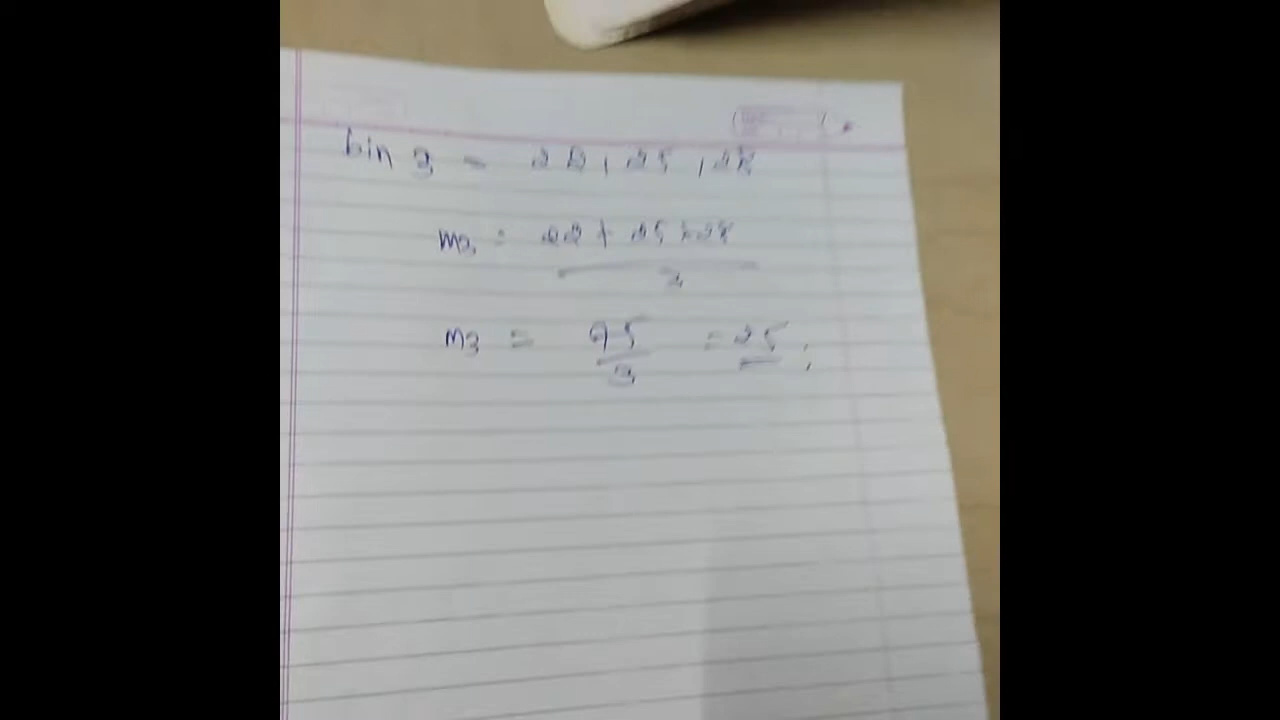 bin 3 = 22, 25, 28
m3 = 22 + 25 + 28
3
m3 = 75 = 25;
3